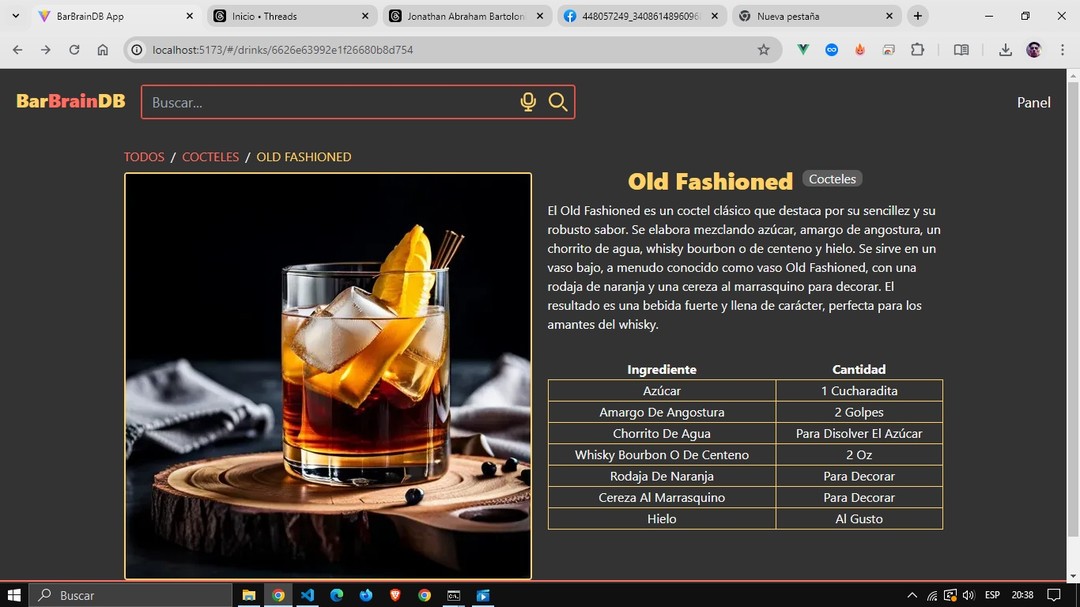 BarBrainDB App
Inicio • Threads
Jonathan Abraham Bartolon
448057249_3408614896096
Nueva pestaña
localhost:5173/#/drinks/6626e63992e1f26680b8d754
BarBrainDB
Buscar...
Panel
TODOS / COCTELES / OLD FASHIONED
Old Fashioned Cocteles
El Old Fashioned es un coctel clásico que destaca por su sencillez y su
robusto sabor. Se elabora mezclando azúcar, amargo de angostura, un
chorrito de agua, whisky bourbon o de centeno y hielo. Se sirve en un
vaso bajo, a menudo conocido como vaso Old Fashioned, con una
rodaja de naranja y una cereza al marrasquino para decorar. El
resultado es una bebida fuerte y llena de carácter, perfecta para los
amantes del whisky.
Ingrediente Cantidad
Azúcar 1 Cucharadita
Amargo De Angostura 2 Golpes
Chorrito De Agua Para Disolver El Azúcar
Whisky Bourbon O De Centeno 2 Oz
Rodaja De Naranja Para Decorar
Cereza Al Marrasquino Para Decorar
Hielo Al Gusto
Buscar
ESP
20:38